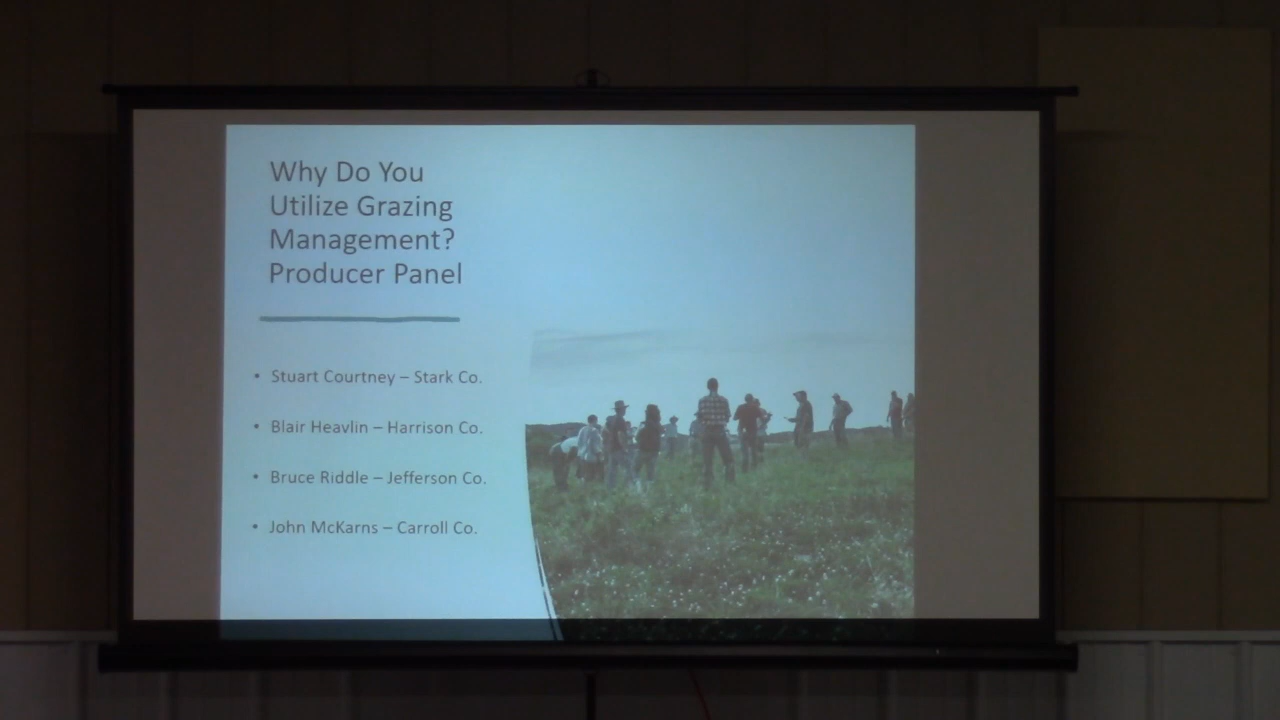 Why Do You
Utilize Grazing
Management?
Producer Panel
• Stuart Courtney – Stark Co.
• Blair Heavlin – Harrison Co.
• Bruce Riddle – Jefferson Co.
• John McKarns – Carroll Co.